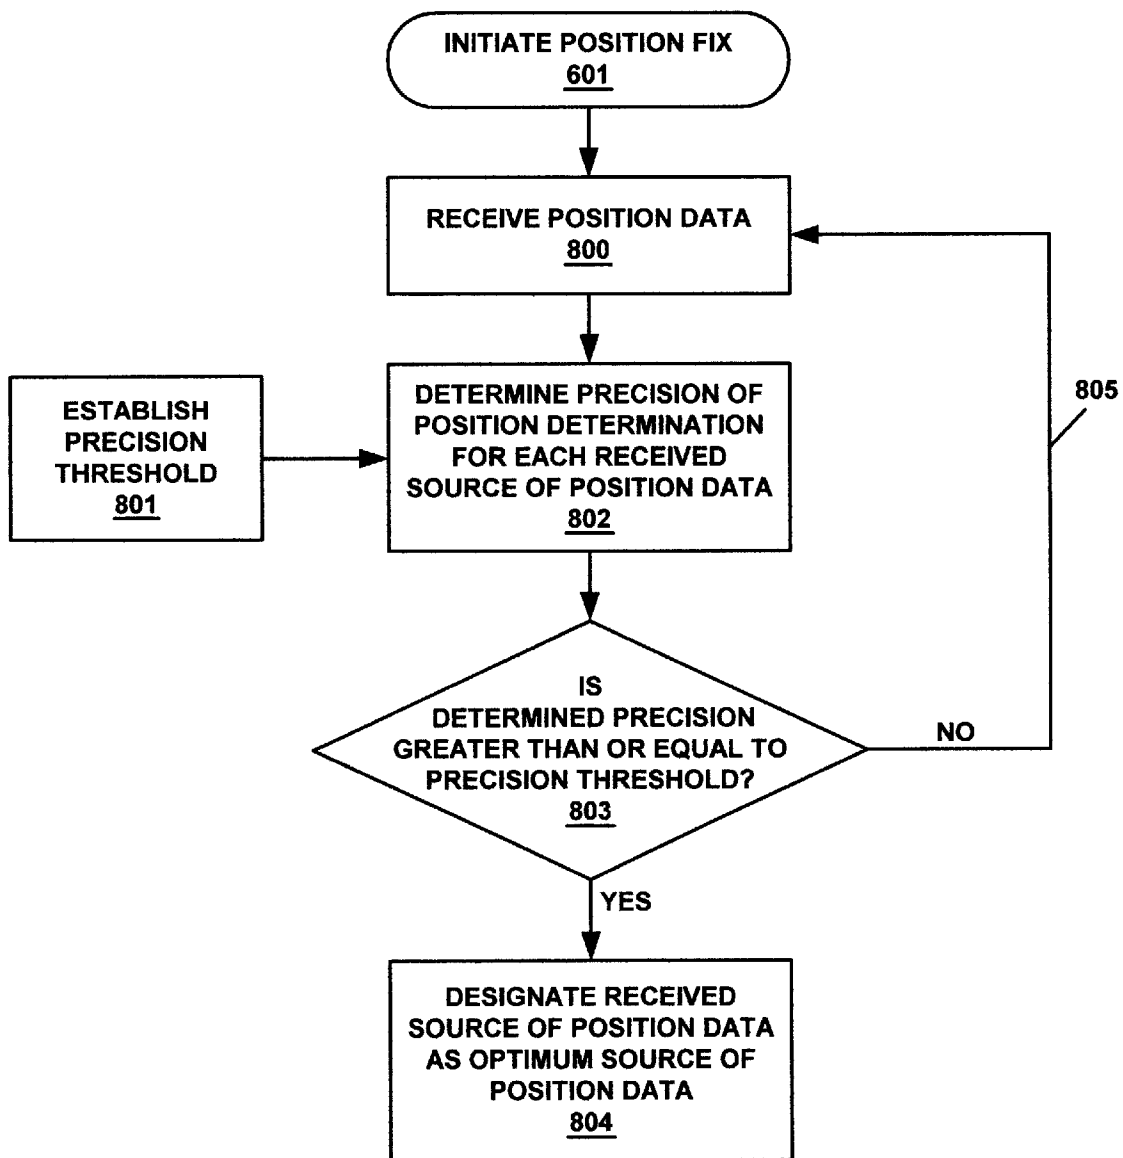 INITIATE POSITION FIX
601
RECEIVE POSITION DATA
800
ESTABLISH
PRECISION
THRESHOLD
801
DETERMINE PRECISION OF
POSITION DETERMINATION
FOR EACH RECEIVED
SOURCE OF POSITION DATA
802
805
IS
DETERMINED PRECISION
GREATER THAN OR EQUAL TO
PRECISION THRESHOLD?
803
NO
YES
DESIGNATE RECEIVED
SOURCE OF POSITION DATA
AS OPTIMUM SOURCE OF
POSITION DATA
804